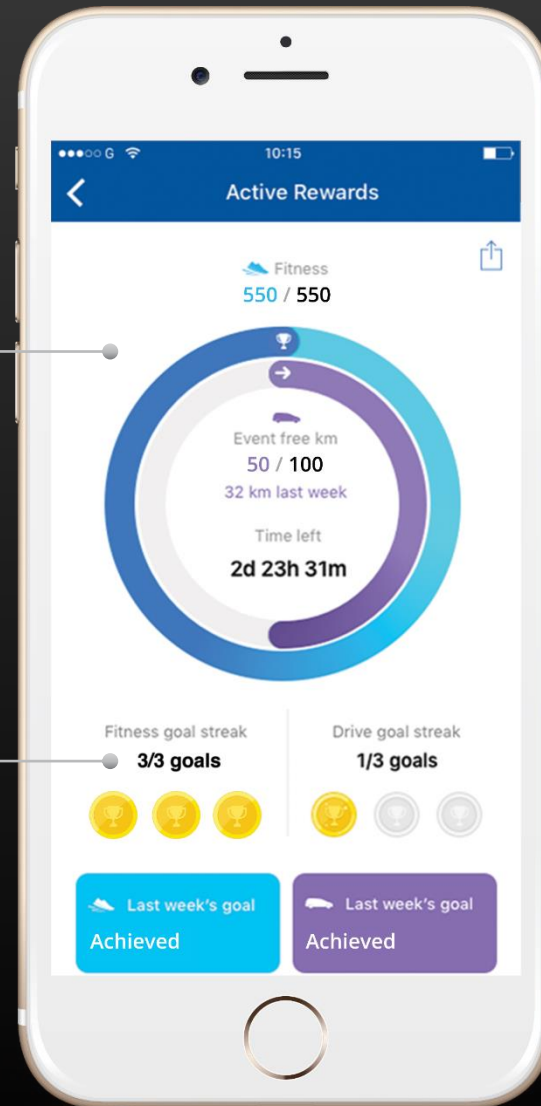 G
10:15
Active Rewards
Fitness
550 / 550
Event free km
50 / 100
32 km last week
Time left
2d 23h 31m
Fitness goal streak
3/3 goals
Drive goal streak
1/3 goals
Last week's goal
Achieved
Last week's goal
Achieved